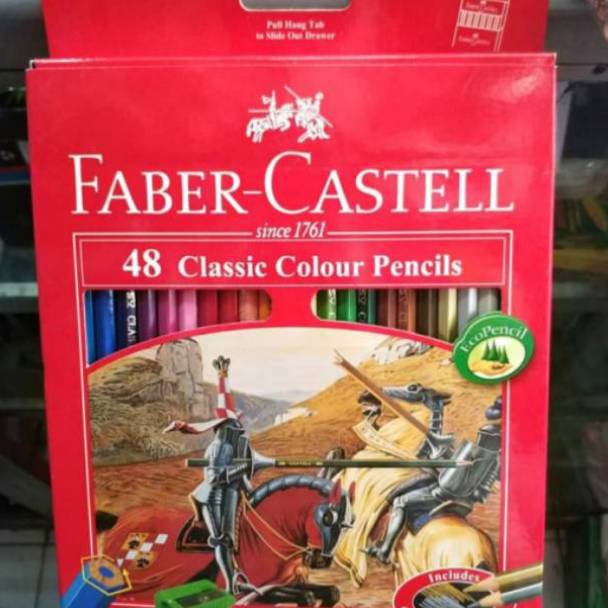 Pull Hang Tab
to Slide Out Drawer
FABER-CASTELL
since 1761
48 Classic Colour Pencils
EcoPencil
Includes